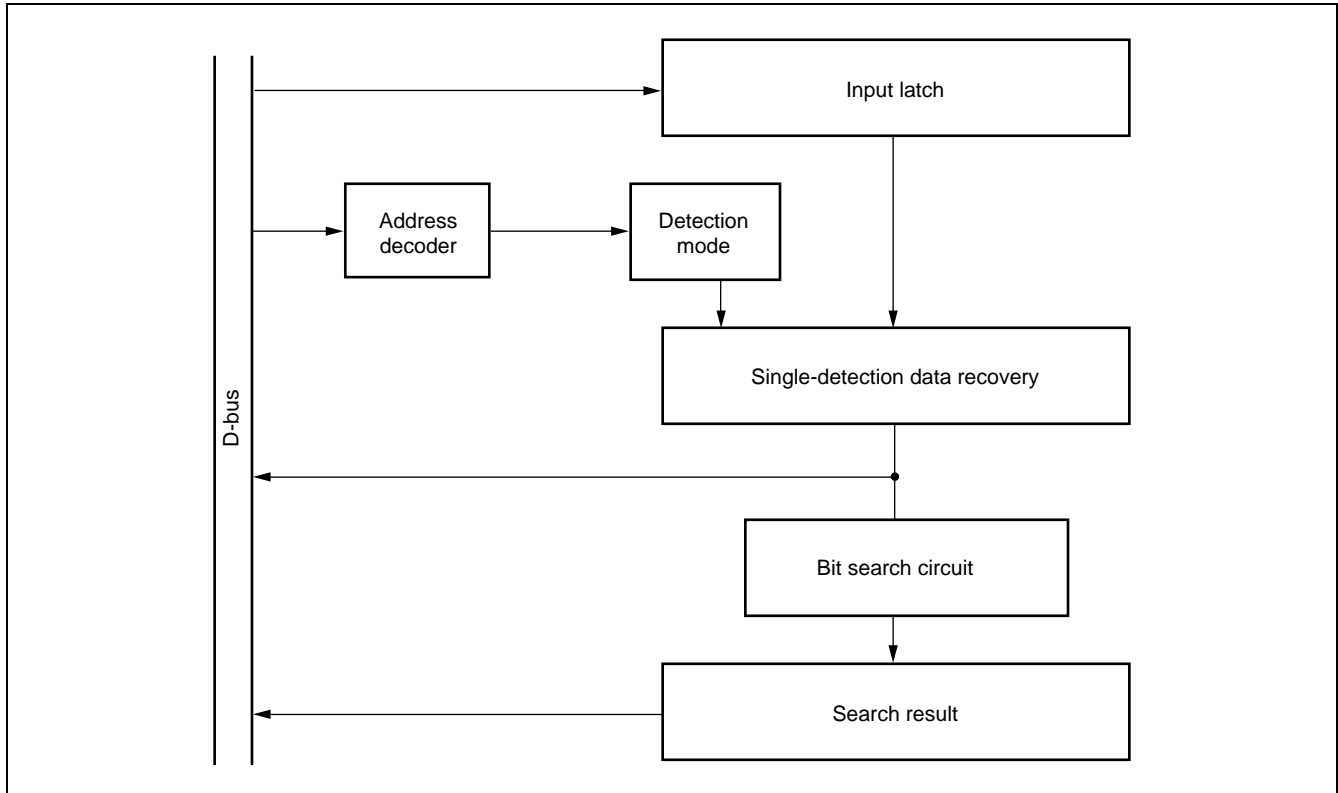 Input latch
Address
decoder
Detection
mode
Single-detection data recovery
D-bus
Bit search circuit
Search result